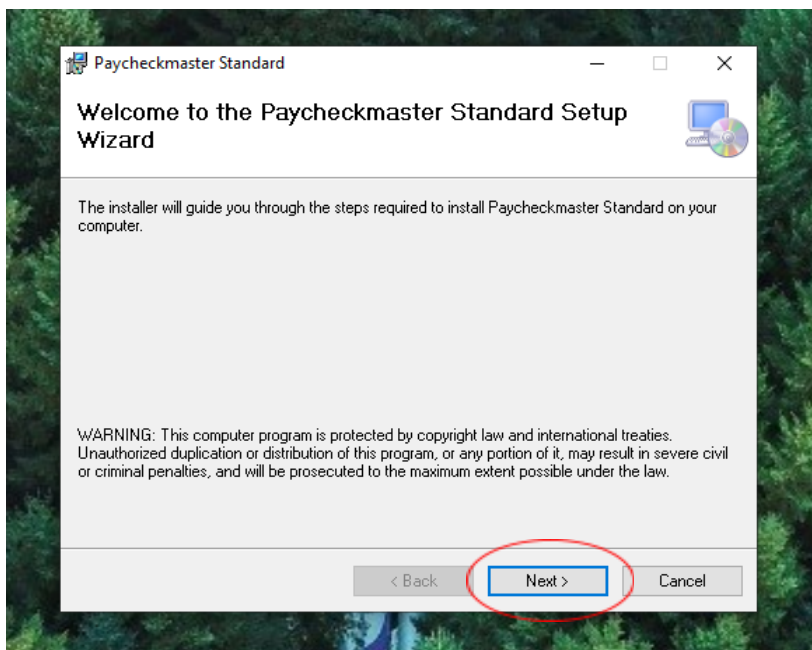 Paycheckmaster Standard
Welcome to the Paycheckmaster Standard Setup
Wizard
The installer will guide you through the steps required to install Paycheckmaster Standard on your
computer.
WARNING: This computer program is protected by copyright law and international treaties.
Unauthorized duplication or distribution of this program, or any portion of it, may result in severe civil
or criminal penalties, and will be prosecuted to the maximum extent possible under the law.
< Back Next > Cancel